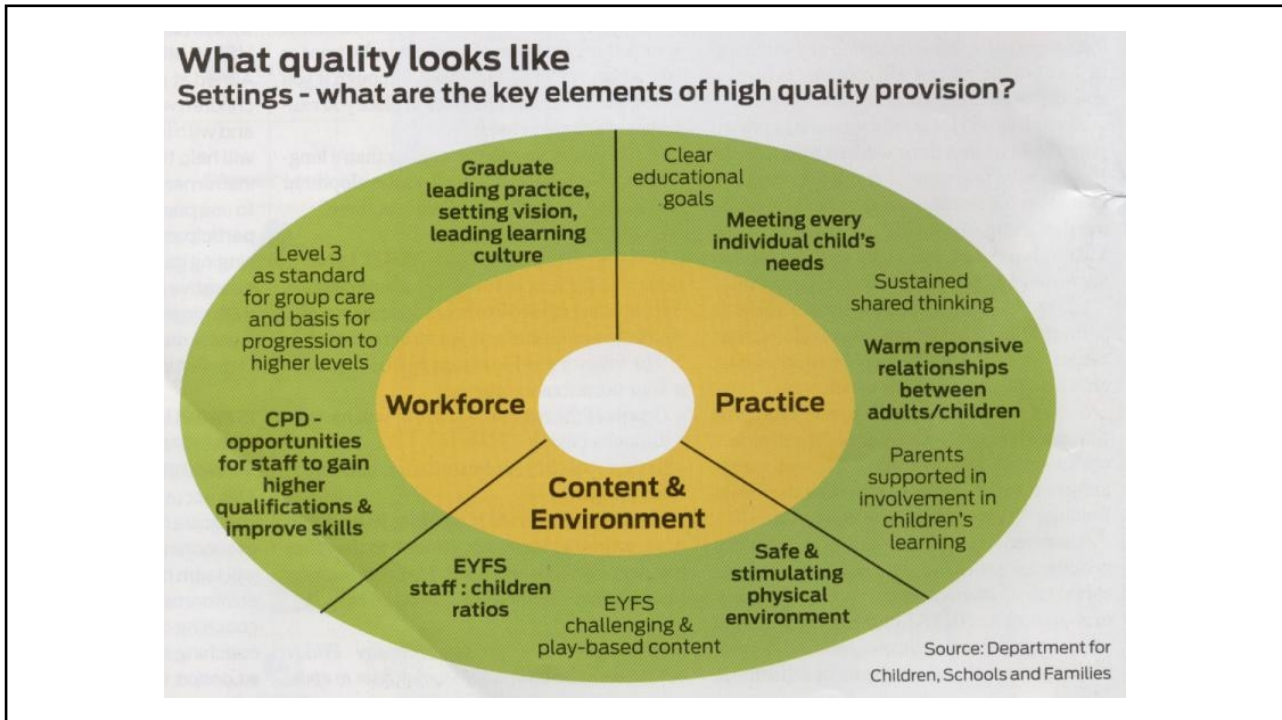 What quality looks like
Settings - what are the key elements of high quality provision?
Graduate
leading practice,
setting vision,
leading learning
culture
Level 3
as standard
for group care
and basis for
progression to
higher levels
CPD -
opportunities
for staff to gain
higher
qualifications &
improve skills
Workforce
Clear
educational
goals
Meeting every
individual child's
needs
Sustained
shared thinking
Warm reponsive
relationships
between
adults/children
Parents
supported in
involvement in
children's
learning
Practice
Content &
Environment
EYFS
staff : children
ratios
EYFS
challenging &
play-based content
Safe &
stimulating
physical
environment
Source: Department for
Children, Schools and Families